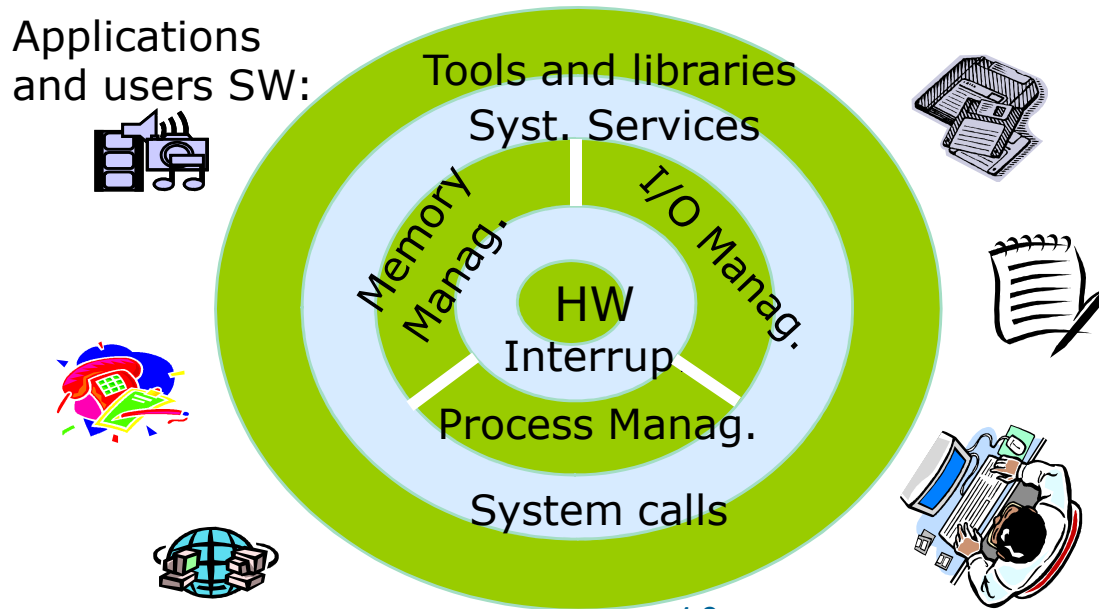 Applications
and users SW:
Tools and libraries
Syst. Services
Memory
Manag.
I/O Manag.
HW
Interrup
Process Manag.
System calls